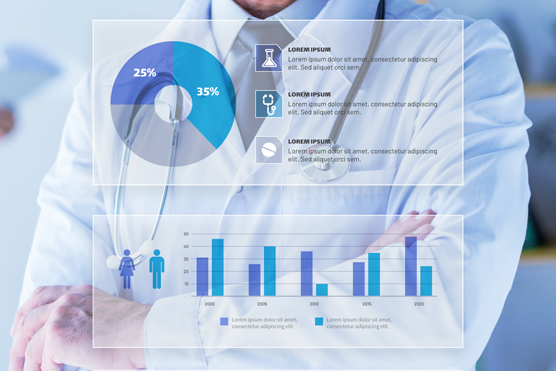 25%
35%
LOREM IPSUM
Lorem ipsum dolor sit amet, consectetur adipiscing
elit. Sed aliquet orci sem.
LOREM IPSUM
Lorem ipsum dolor sit amet, consectetur adipiscing
elit. Sed aliquet orci sem.
LOREM IPSUM
Lorem ipsum dolor sit amet, consectetur adipiscing
elit. Sed aliquet orci sem.
50
40
30
20
10
2000
2005
2010
2015
2020
Lorem ipsum dolor sit amet,
consectetur adipiscing elit.
Lorem ipsum dolor sit amet,
consectetur adipiscing elit.